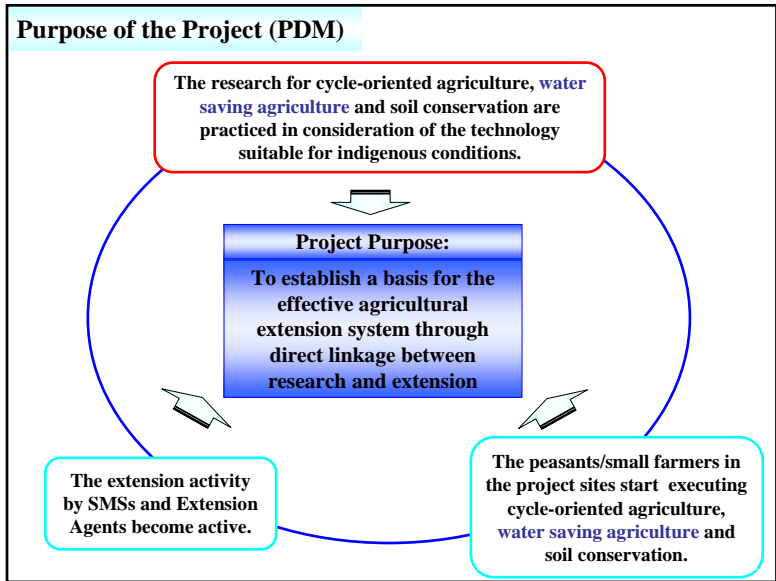 Purpose of the Project (PDM)
The research for cycle-oriented agriculture, water
saving agriculture and soil conservation are
practiced in consideration of the technology
suitable for indigenous conditions.
Project Purpose:
To establish a basis for the
effective agricultural
extension system through
direct linkage between
research and extension
The extension activity
by SMSs and Extension
Agents become active.
The peasants/small farmers in
the project sites start executing
cycle-oriented agriculture,
water saving agriculture and
soil conservation.